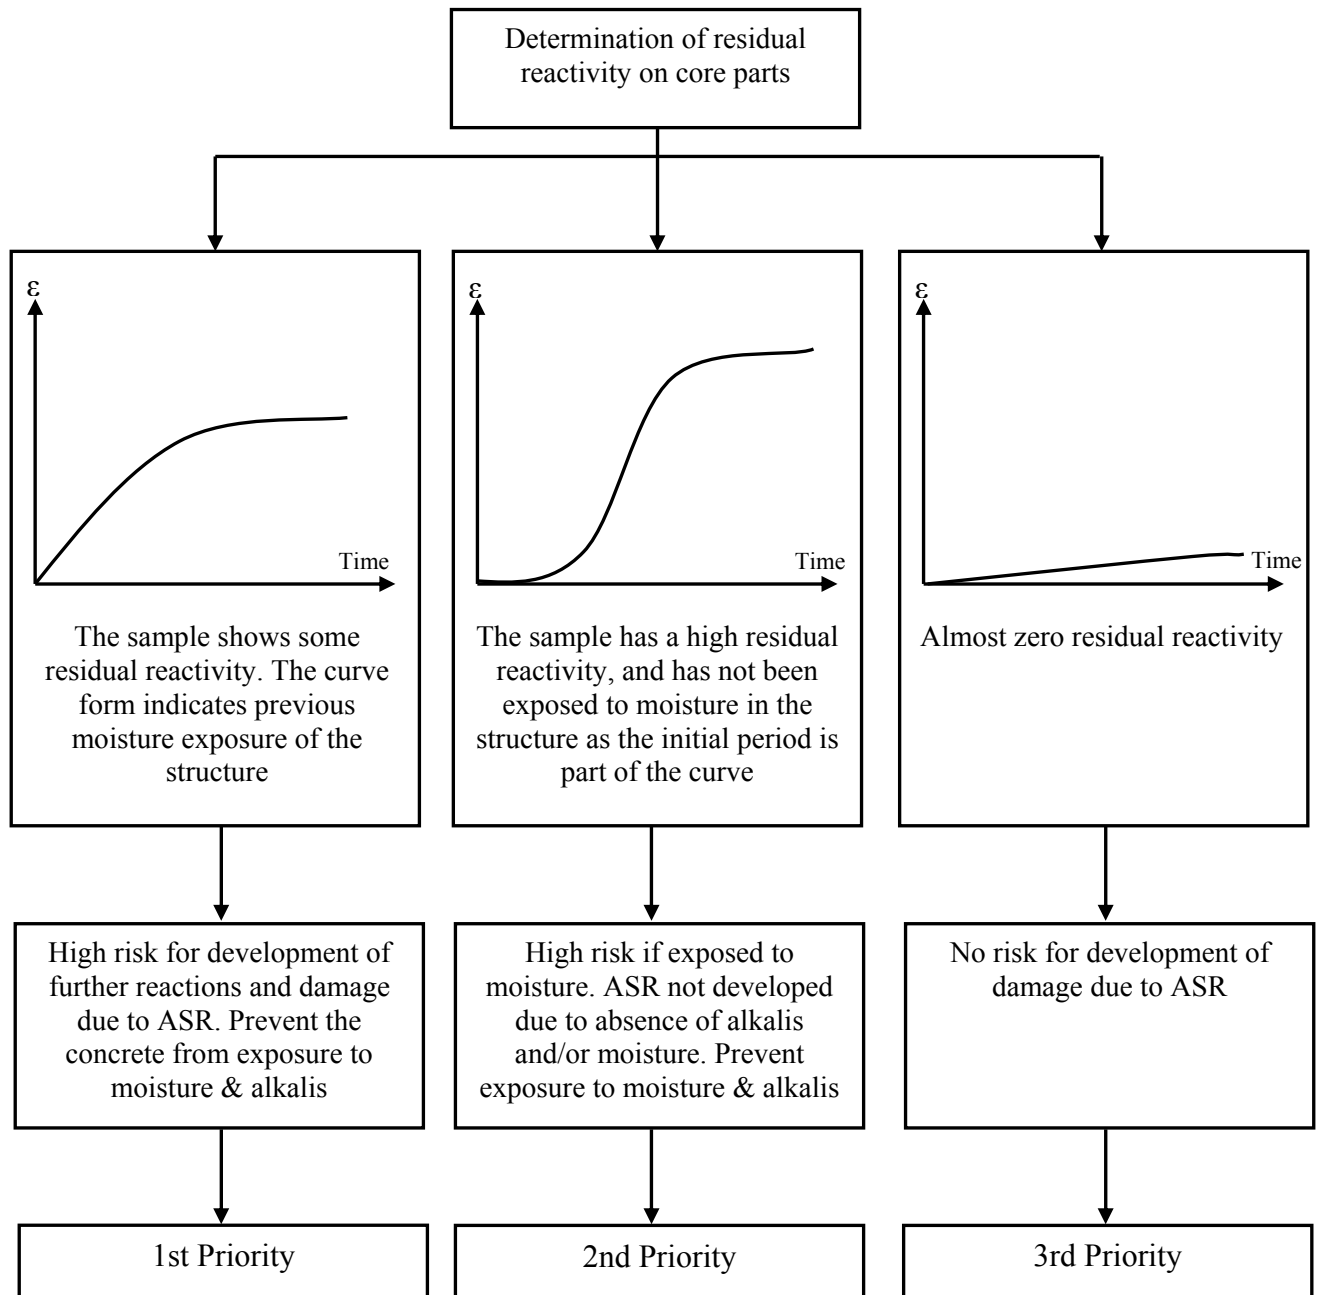 Determination of residual
reactivity on core parts
ε
Time
The sample shows some
residual reactivity. The curve
form indicates previous
moisture exposure of the
structure
ε
Time
The sample has a high residual
reactivity, and has not been
exposed to moisture in the
structure as the initial period is
part of the curve
ε
Time
Almost zero residual reactivity
High risk for development of
further reactions and damage
due to ASR. Prevent the
concrete from exposure to
moisture & alkalis
High risk if exposed to
moisture. ASR not developed
due to absence of alkalis
and/or moisture. Prevent
exposure to moisture & alkalis
No risk for development of
damage due to ASR
1st Priority
2nd Priority
3rd Priority